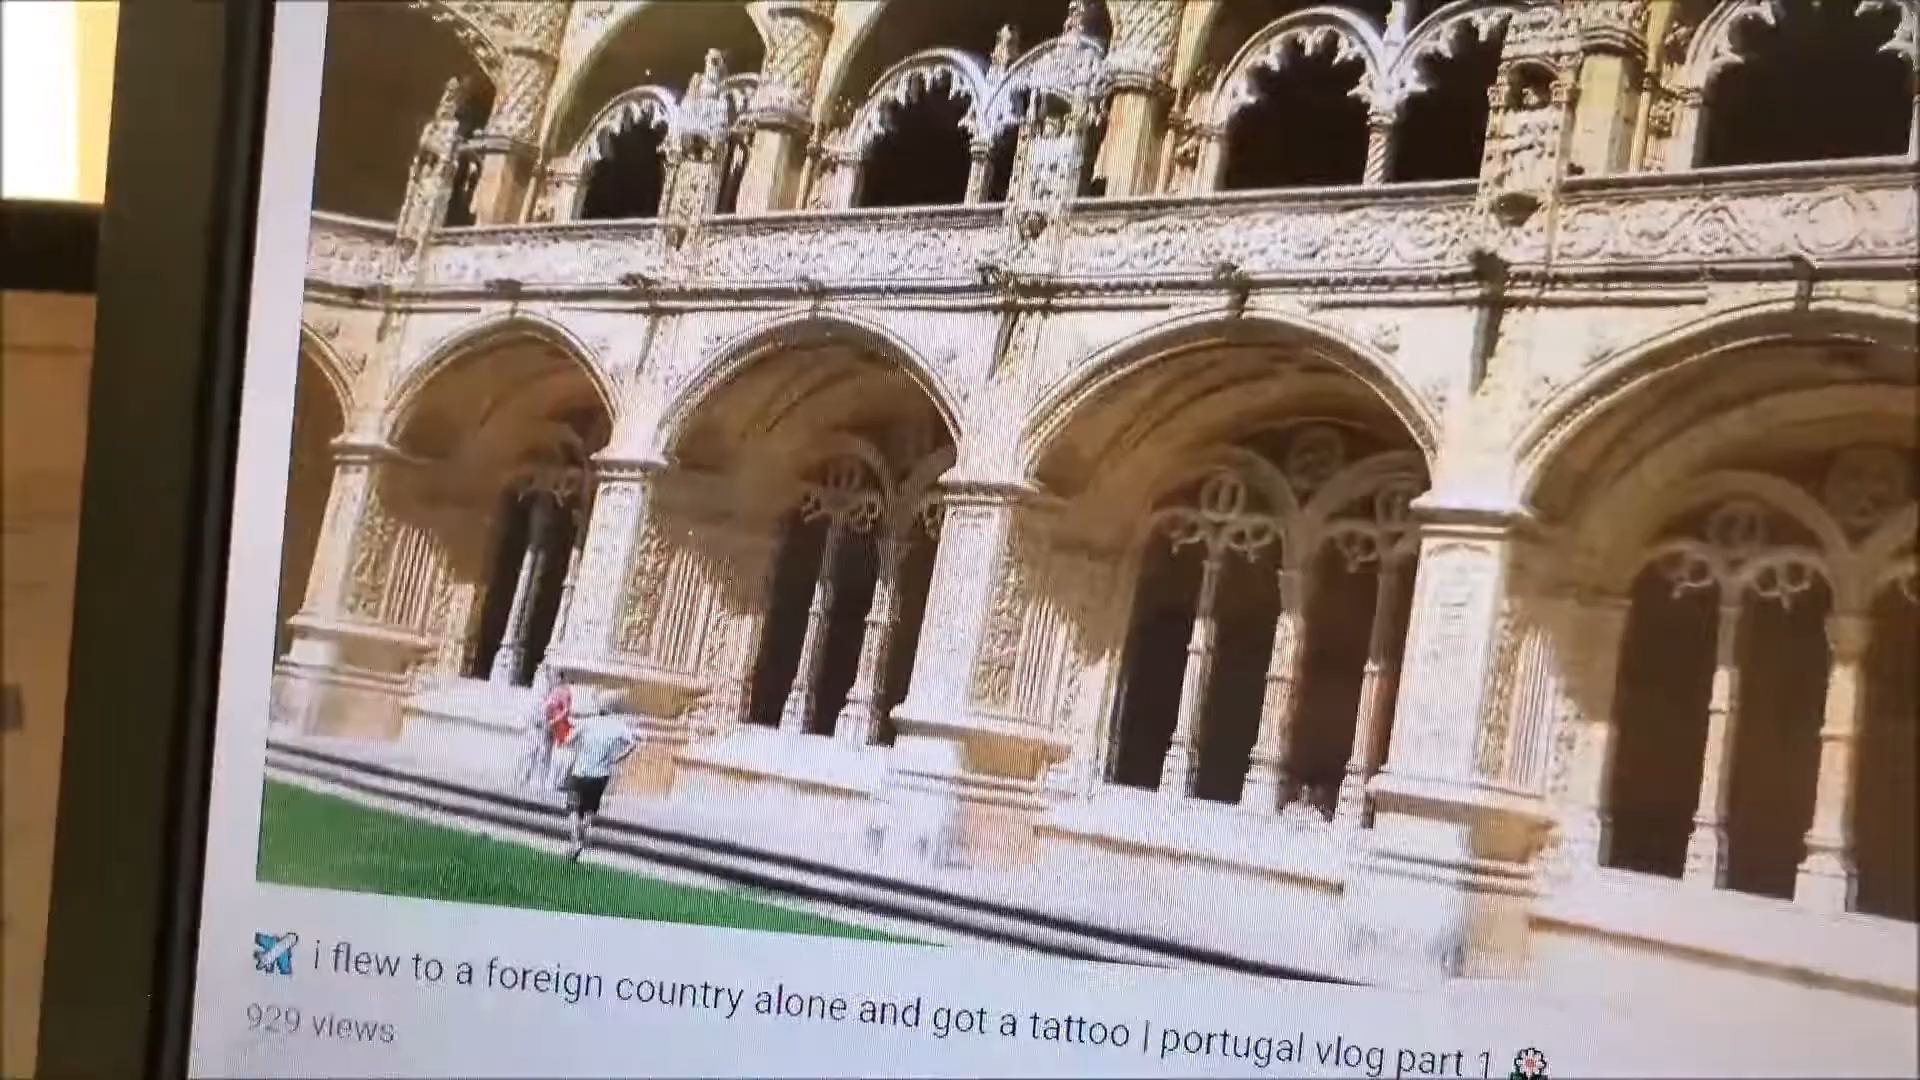 ✈️ i flew to a foreign country alone and got a tattoo | portugal vlog part 1 🌸
929 views